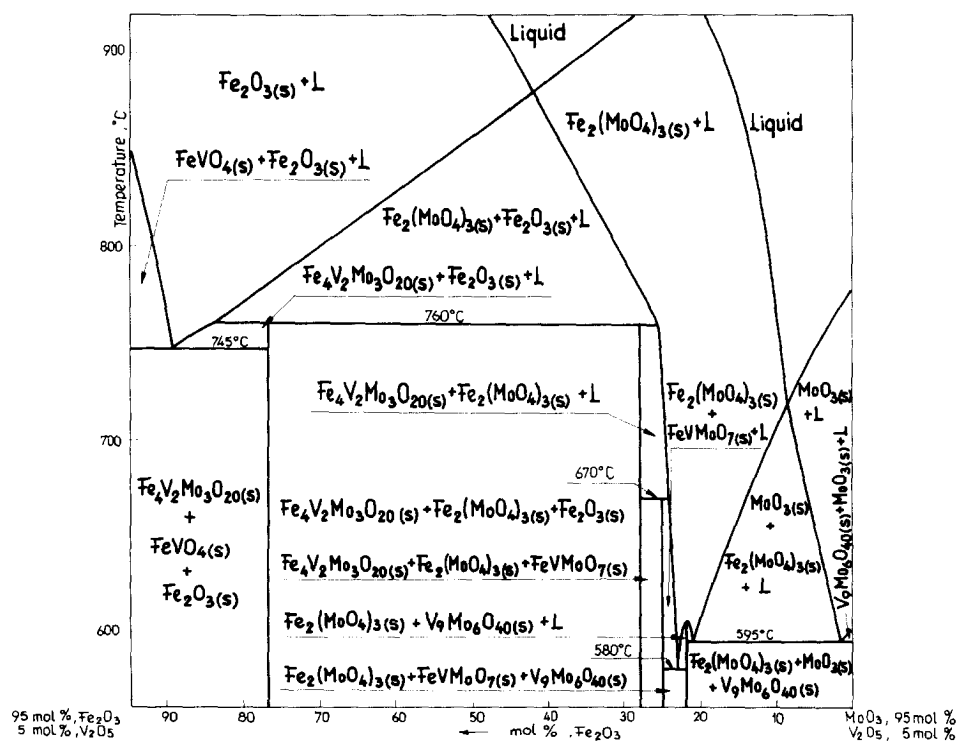 900
Liquid
Fe₂O₃(s) + L
Fe₂(MoO₄)₃(s) + L
Liquid
FeVO₄(s) + Fe₂O₃(s) + L
Temperature , °C
Fe₂(MoO₄)₃(s) + Fe₂O₃(s) + L
800
Fe₄V₂Mo₃O₂₀(s) + Fe₂O₃(s) + L
760°C
745°C
Fe₄V₂Mo₃O₂₀(s) + Fe₂(MoO₄)₃(s) + L
Fe₂(MoO₄)₃(s)
+
FeVMoO₇(s) + L
MoO₃(s)
+ L
700
670°C
V₉Mo₆O₄₀(s) + MoO₃(s) + L
Fe₄V₂Mo₃O₂₀(s)
+
FeVO₄(s)
+
Fe₂O₃(s)
Fe₄V₂Mo₃O₂₀(s) + Fe₂(MoO₄)₃(s) + Fe₂O₃(s)
MoO₃(s)
+
Fe₂(MoO₄)₃(s)
+ L
Fe₄V₂Mo₃O₂₀(s) + Fe₂(MoO₄)₃(s) + FeVMoO₇(s)
600
Fe₂(MoO₄)₃(s) + V₉Mo₆O₄₀(s) + L
595°C
580°C
Fe₂(MoO₄)₃(s) + FeVMoO₇(s) + V₉Mo₆O₄₀(s)
Fe₂(MoO₄)₃(s) + MoO₃(s)
+ V₉Mo₆O₄₀(s)
95 mol %, Fe₂O₃
5 mol %, V₂O₅
90 80 70 60 50 40 30 20 10
← mol % , Fe₂O₃
MoO₃, 95 mol %
V₂O₅, 5 mol %